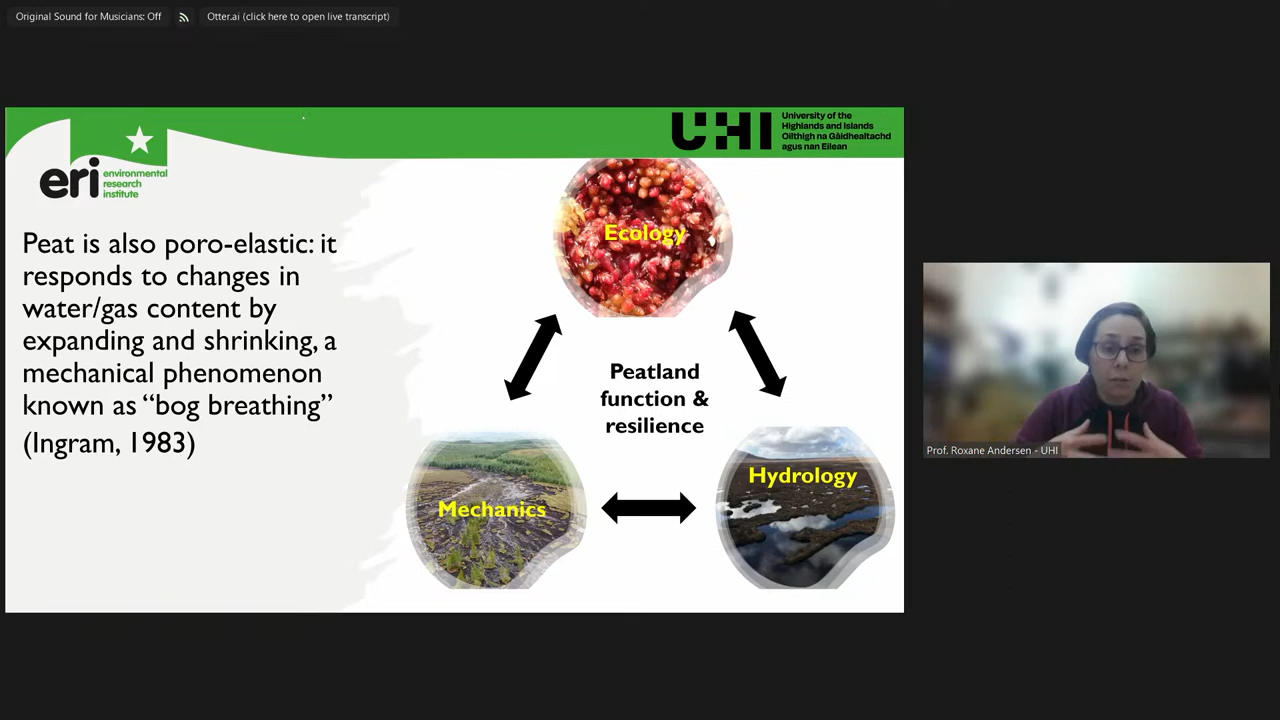 Original Sound for Musicians: Off
Otter.ai (click here to open live transcript)
UHI
University of the
Highlands and Islands
Oilthigh na Gàidhealtachd
agus nan Eilean
eri
environmental
research
institute
Peat is also poro-elastic: it
responds to changes in
water/gas content by
expanding and shrinking, a
mechanical phenomenon
known as “bog breathing”
(Ingram, 1983)
Ecology
Peatland
function &
resilience
Mechanics
Hydrology
Prof. Roxane Andersen - UHI